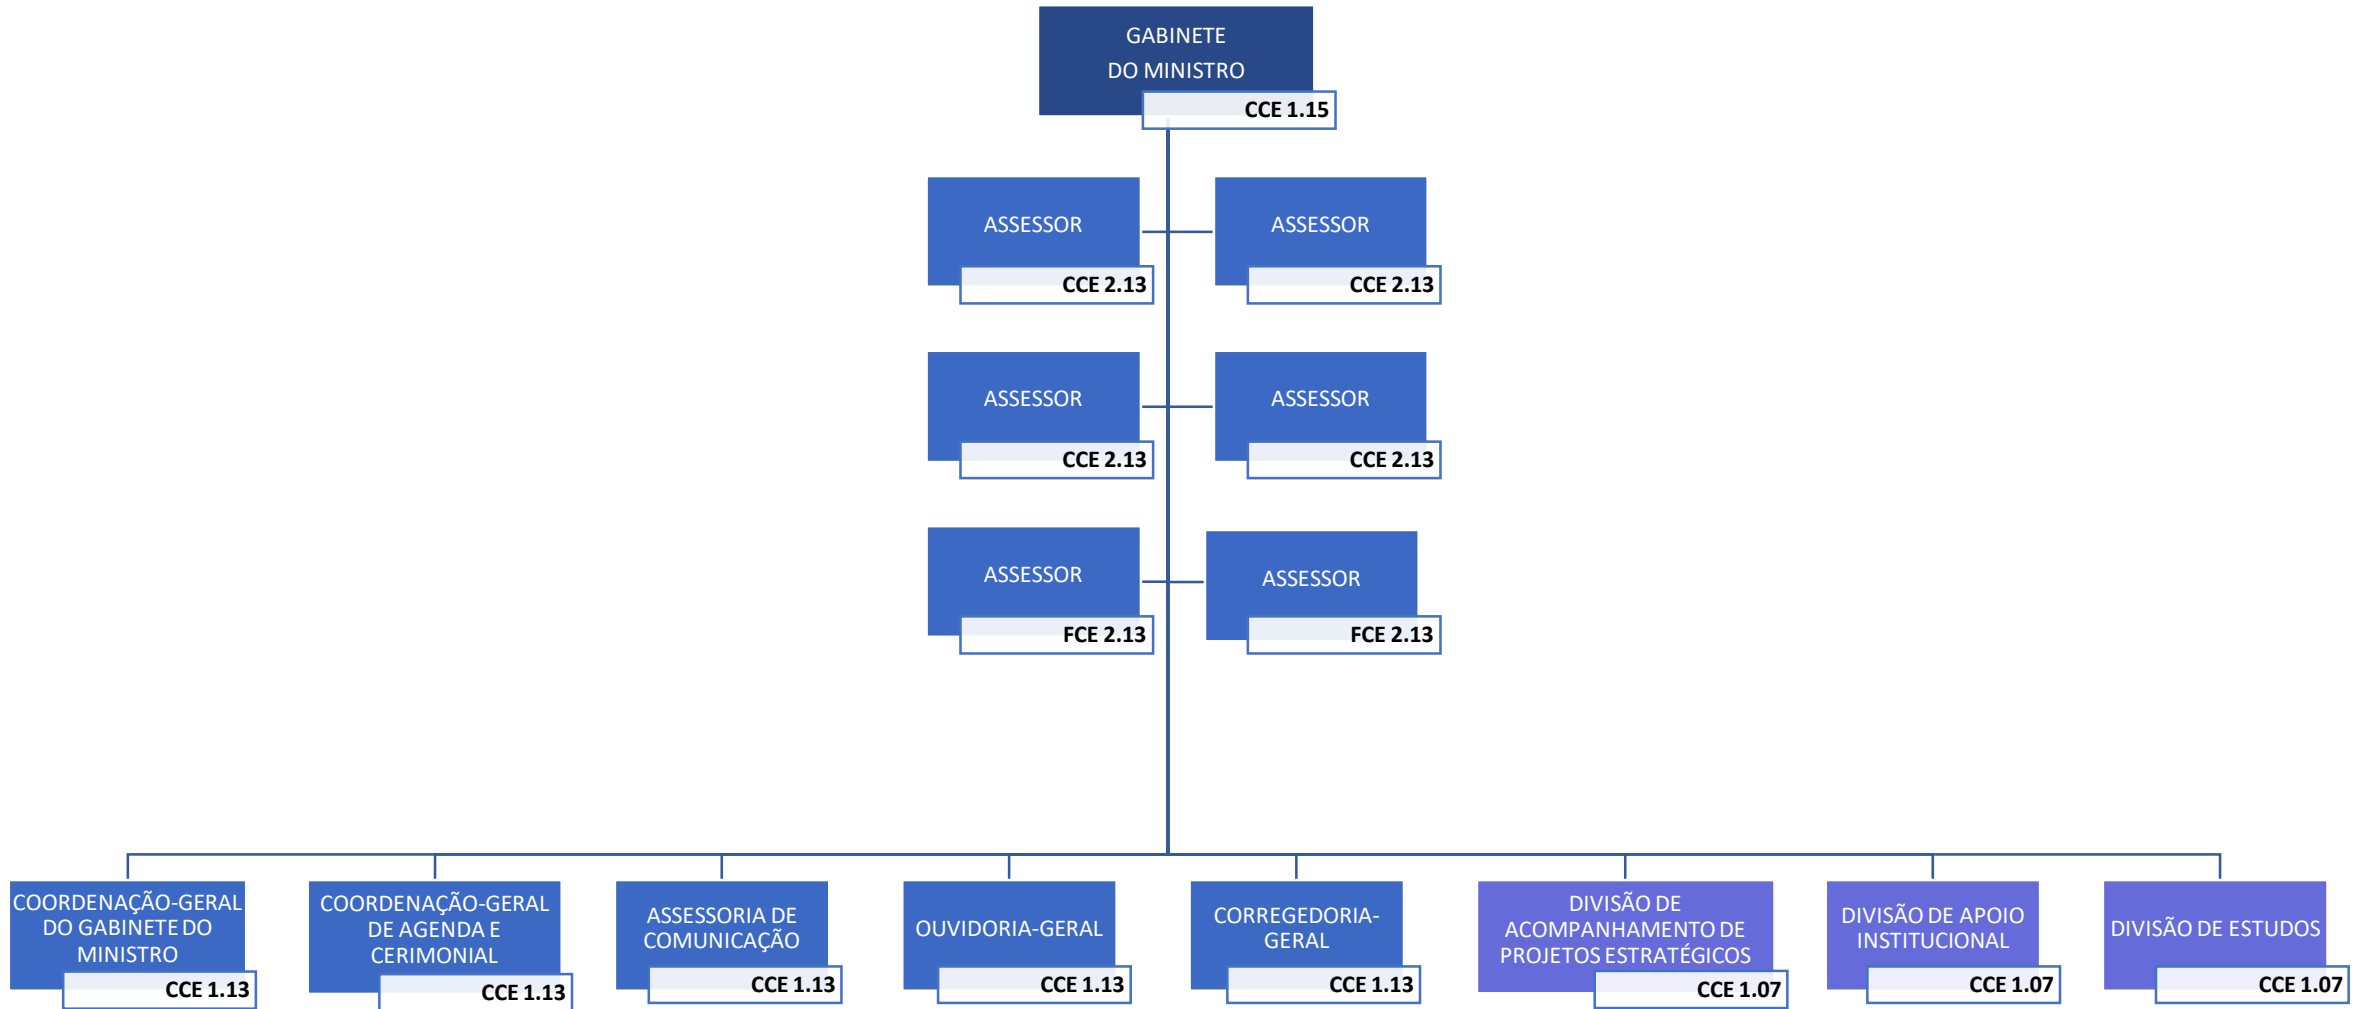 GABINETE
DO MINISTRO
CCE 1.15
ASSESSOR
CCE 2.13
ASSESSOR
CCE 2.13
ASSESSOR
CCE 2.13
ASSESSOR
CCE 2.13
ASSESSOR
FCE 2.13
ASSESSOR
FCE 2.13
COORDENAÇÃO-GERAL
DO GABINETE DO
MINISTRO
CCE 1.13
COORDENAÇÃO-GERAL
DE AGENDA E
CERIMONIAL
CCE 1.13
ASSESSORIA DE
COMUNICAÇÃO
CCE 1.13
OUVIDORIA-GERAL
CCE 1.13
CORREGEDORIA-
GERAL
CCE 1.13
DIVISÃO DE
ACOMPANHAMENTO DE
PROJETOS ESTRATÉGICOS
CCE 1.07
DIVISÃO DE APOIO
INSTITUCIONAL
CCE 1.07
DIVISÃO DE ESTUDOS
CCE 1.07